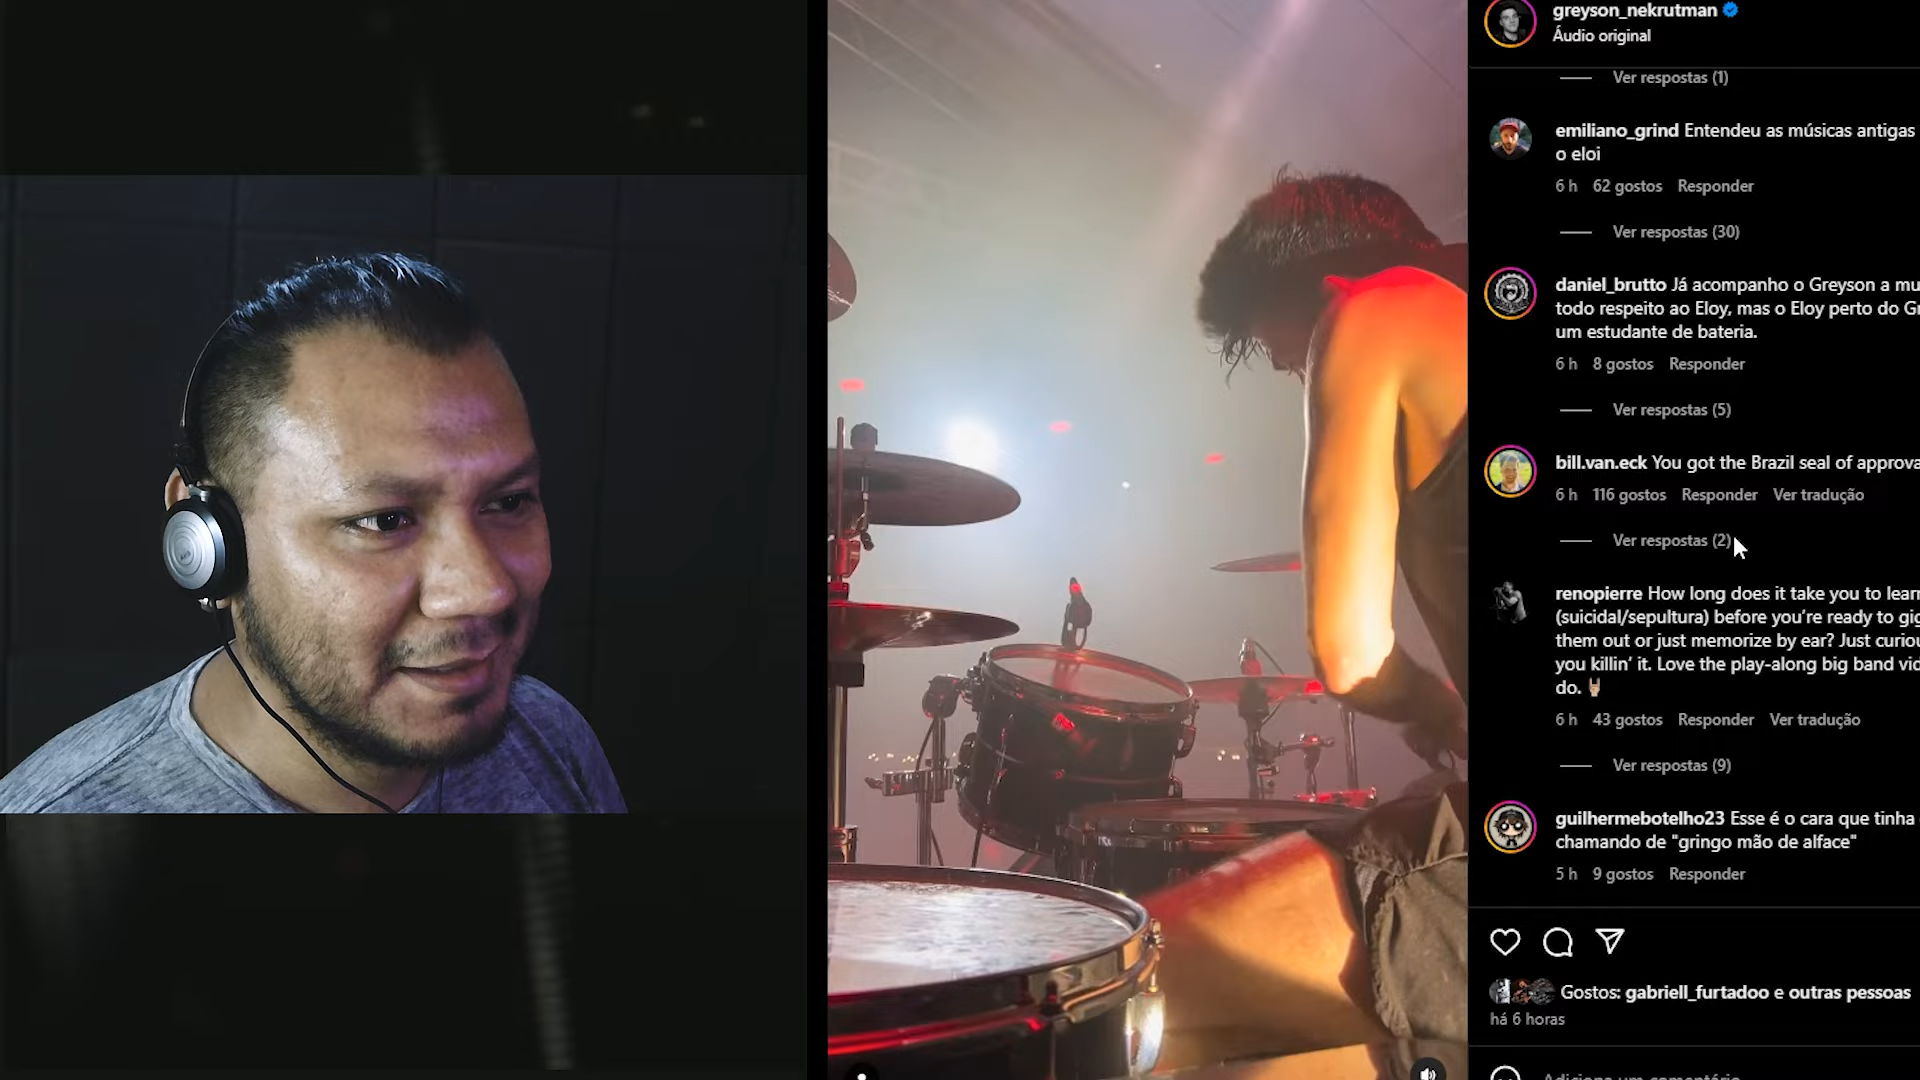 greyson_nekrutman
Áudio original
Ver respostas (1)
emiliano_grind Entendeu as músicas antigas
o eloi
6 h 62 gostos Responder
Ver respostas (30)
daniel_brutto Já acompanho o Greyson a mu
todo respeito ao Eloy, mas o Eloy perto do Gr
um estudante de bateria.
6 h 8 gostos Responder
Ver respostas (5)
bill.van.eck You got the Brazil seal of approva
6 h 116 gostos Responder Ver tradução
Ver respostas (2)
renopierre How long does it take you to learn
(suicidal/sepultura) before you’re ready to gig
them out or just memorize by ear? Just curiou
you killin’ it. Love the play-along big band vid
do. 🤘🏼
6 h 43 gostos Responder Ver tradução
Ver respostas (9)
guilhermebotelho23 Esse é o cara que tinha
chamando de "gringo mão de alface"
5 h 9 gostos Responder
Gostos: gabriell_furtadoo e outras pessoas
há 6 horas
Adiciona um comentário